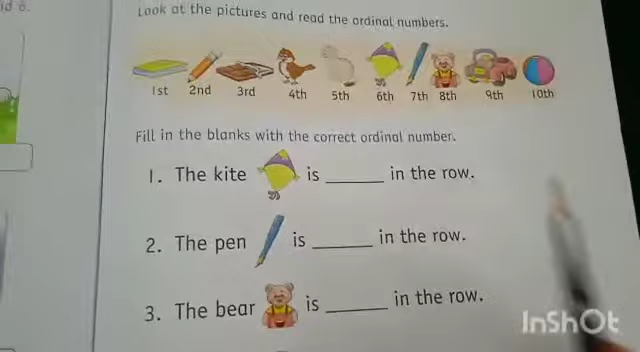 id 6.
Look at the pictures and read the ordinal numbers.
1st 2nd 3rd 4th 5th 6th 7th 8th 9th 10th
Fill in the blanks with the correct ordinal number.
1. The kite is ______ in the row.
2. The pen is ______ in the row.
3. The bear is ______ in the row.
InShOt